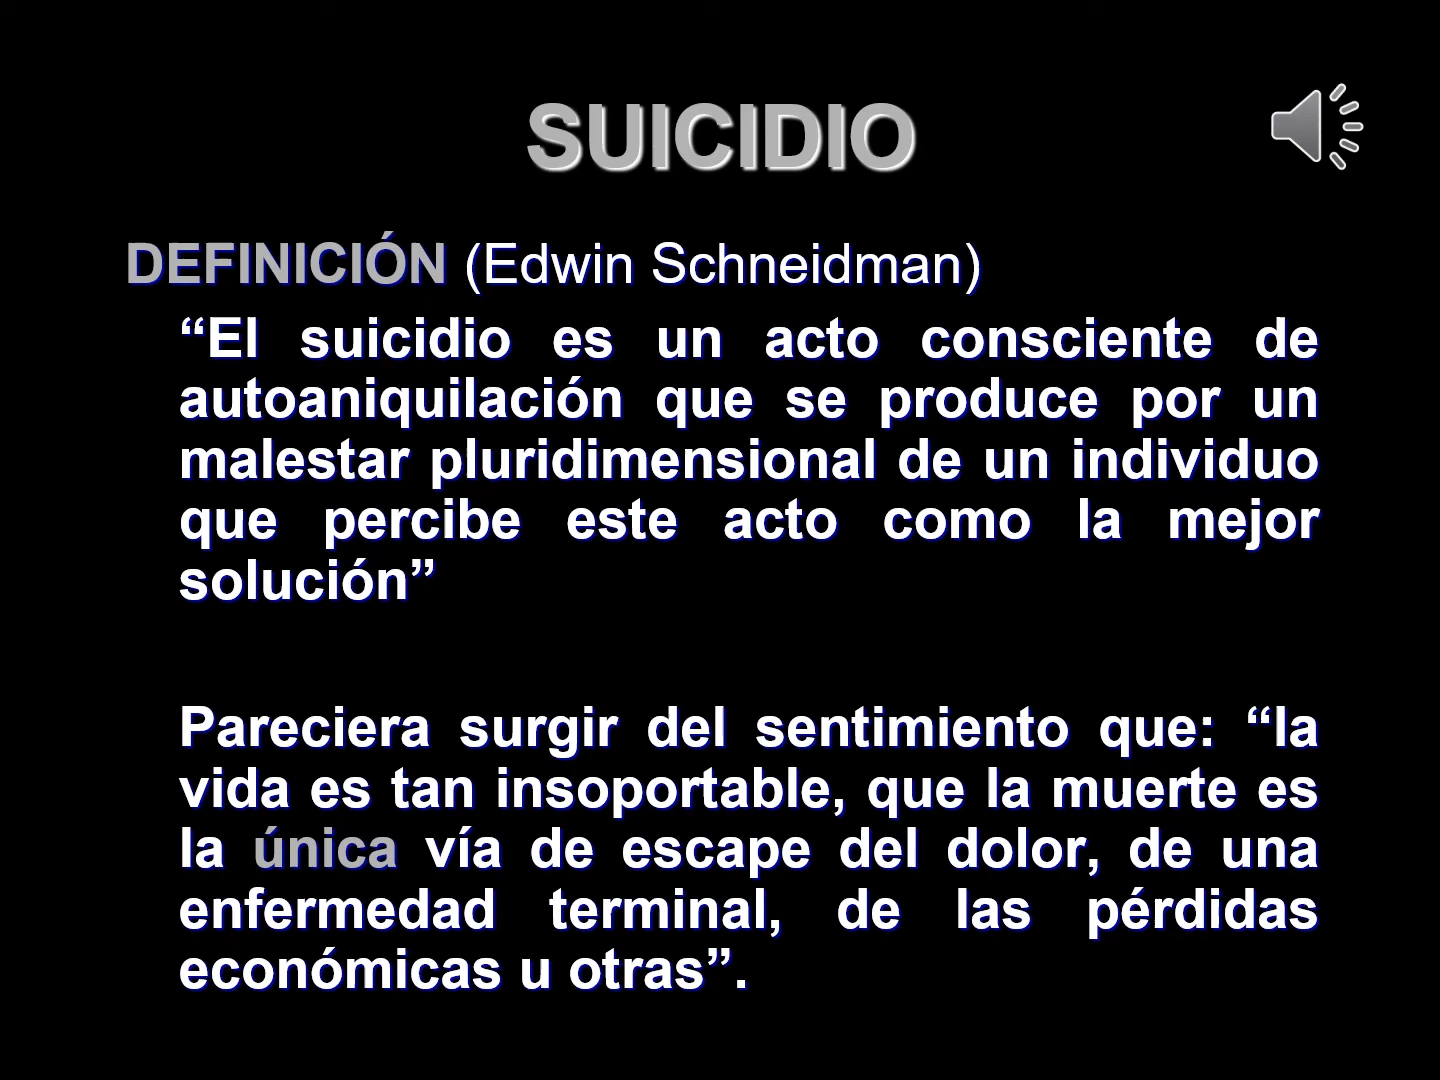 SUICIDIO
DEFINICIÓN (Edwin Schneidman)
“El suicidio es un acto consciente de
autoaniquilación que se produce por un
malestar pluridimensional de un individuo
que percibe este acto como la mejor
solución”
Pareciera surgir del sentimiento que: “la
vida es tan insoportable, que la muerte es
la única vía de escape del dolor, de una
enfermedad terminal, de las pérdidas
económicas u otras”.